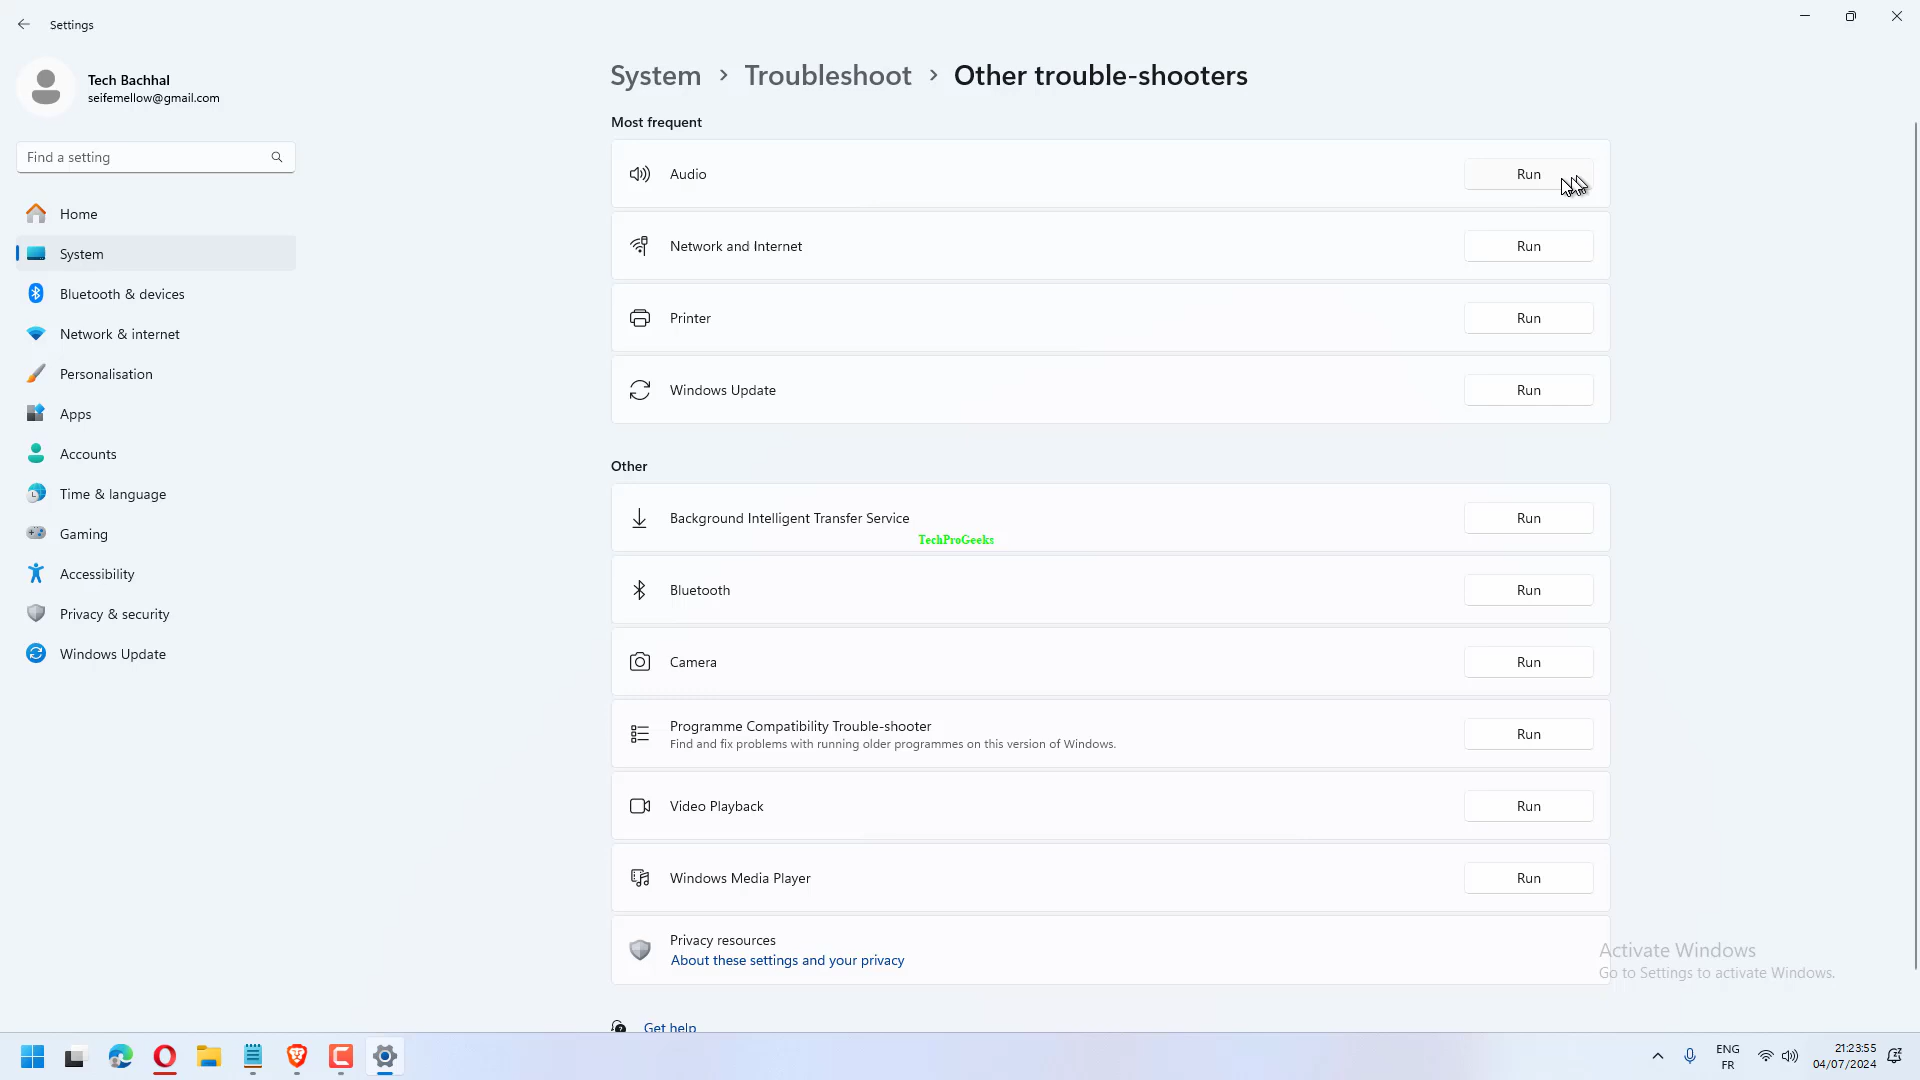 Settings
Tech Bachhal
seifemellow@gmail.com
Find a setting
Home
System
Bluetooth & devices
Network & internet
Personalisation
Apps
Accounts
Time & language
Gaming
Accessibility
Privacy & security
Windows Update
System > Troubleshoot > Other trouble-shooters
Most frequent
Audio Run
Network and Internet Run
Printer Run
Windows Update Run
Other
Background Intelligent Transfer Service Run
TechProGeeks
Bluetooth Run
Camera Run
Programme Compatibility Trouble-shooter
Find and fix problems with running older programmes on this version of Windows.
Run
Video Playback Run
Windows Media Player Run
Privacy resources
About these settings and your privacy
Activate Windows
Go to Settings to activate Windows.
Get help
ENG
FR
21:23:55
04/07/2024